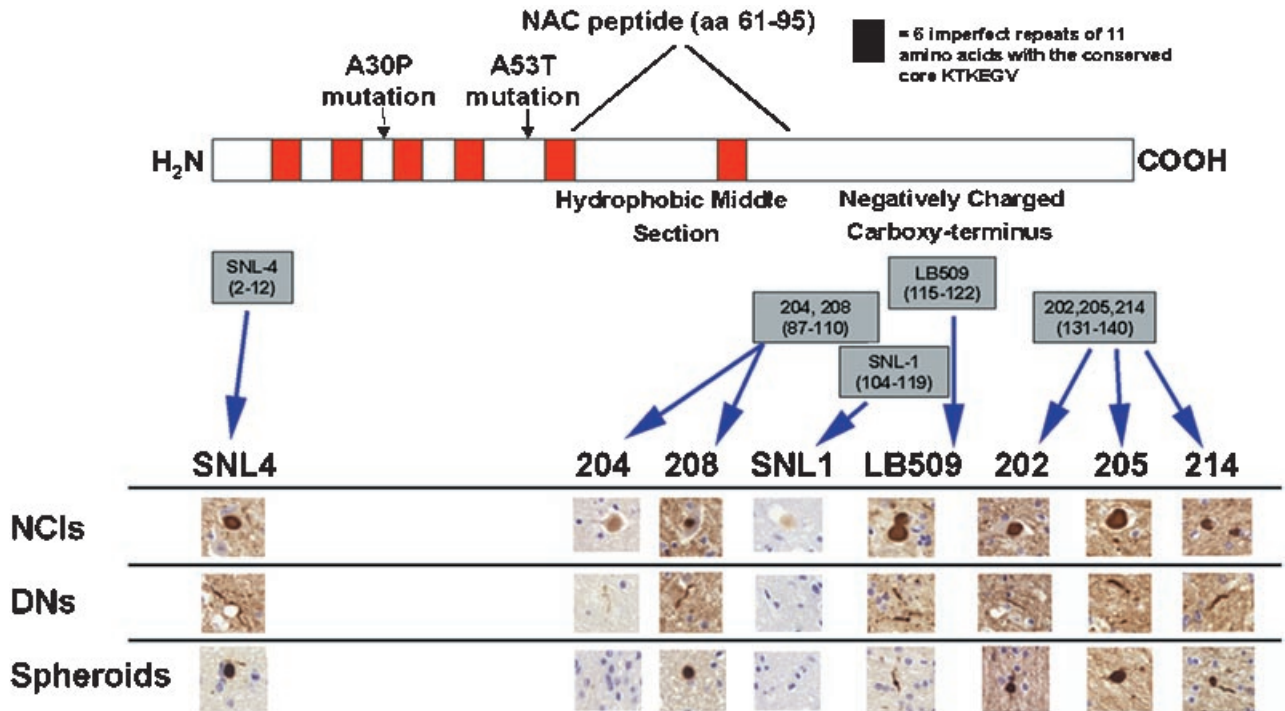 NAC peptide (aa 61-95)
= 6 imperfect repeats of 11
amino acids with the conserved
core KTKEGV
A30P
mutation
A53T
mutation
H2N
COOH
Hydrophobic Middle
Section
Negatively Charged
Carboxy-terminus
SNL-4
(2-12)
204, 208
(87-110)
SNL-1
(104-119)
LB509
(115-122)
202,205,214
(131-140)
SNL4 204 208 SNL1 LB509 202 205 214
NCIs
DNs
Spheroids